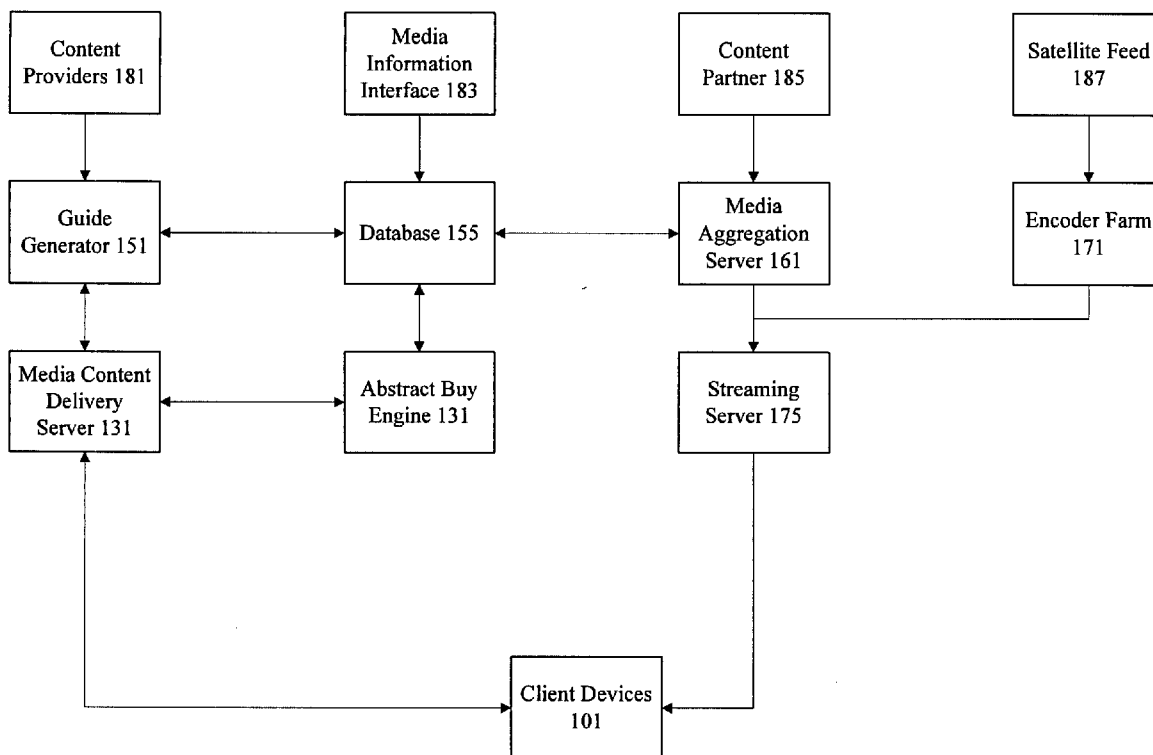 Content
Providers 181
Media
Information
Interface 183
Content
Partner 185
Satellite Feed
187
Guide
Generator 151
Database 155
Media
Aggregation
Server 161
Encoder Farm
171
Media Content
Delivery
Server 131
Abstract Buy
Engine 131
Streaming
Server 175
Client Devices
101